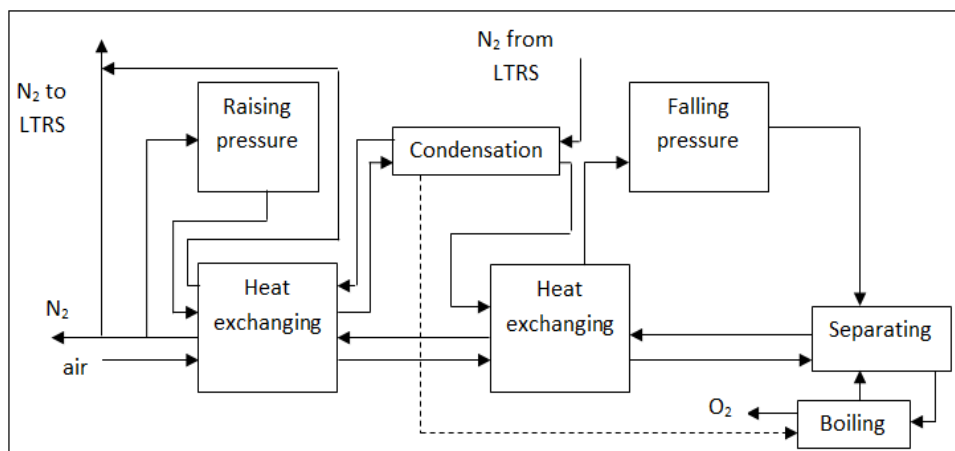 N₂ from
LTRS
N₂ to
LTRS
Raising
pressure
Condensation
Falling
pressure
Heat
exchanging
Heat
exchanging
N₂
air
Separating
O₂
Boiling